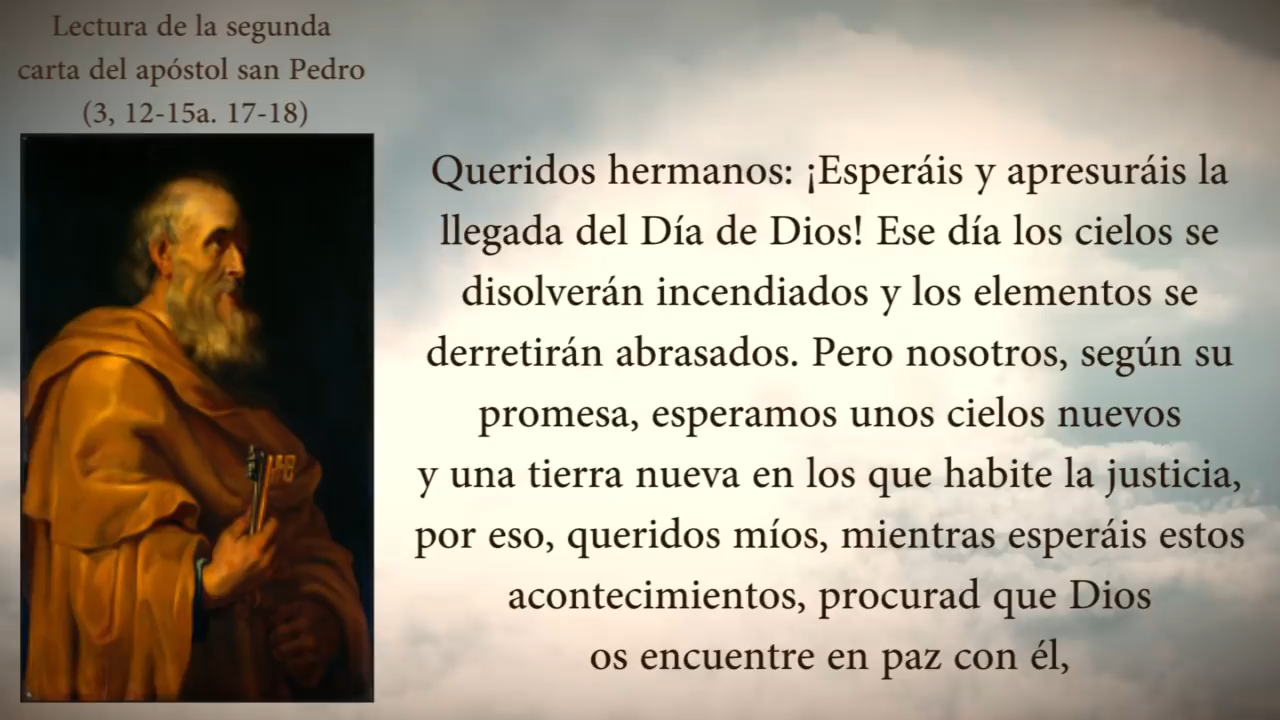 Lectura de la segunda
carta del apóstol san Pedro
(3, 12-15a. 17-18)
Queridos hermanos: ¡Esperáis y apresuráis la
llegada del Día de Dios! Ese día los cielos se
disolverán incendiados y los elementos se
derretirán abrasados. Pero nosotros, según su
promesa, esperamos unos cielos nuevos
y una tierra nueva en los que habite la justicia,
por eso, queridos míos, mientras esperáis estos
acontecimientos, procurad que Dios
os encuentre en paz con él,